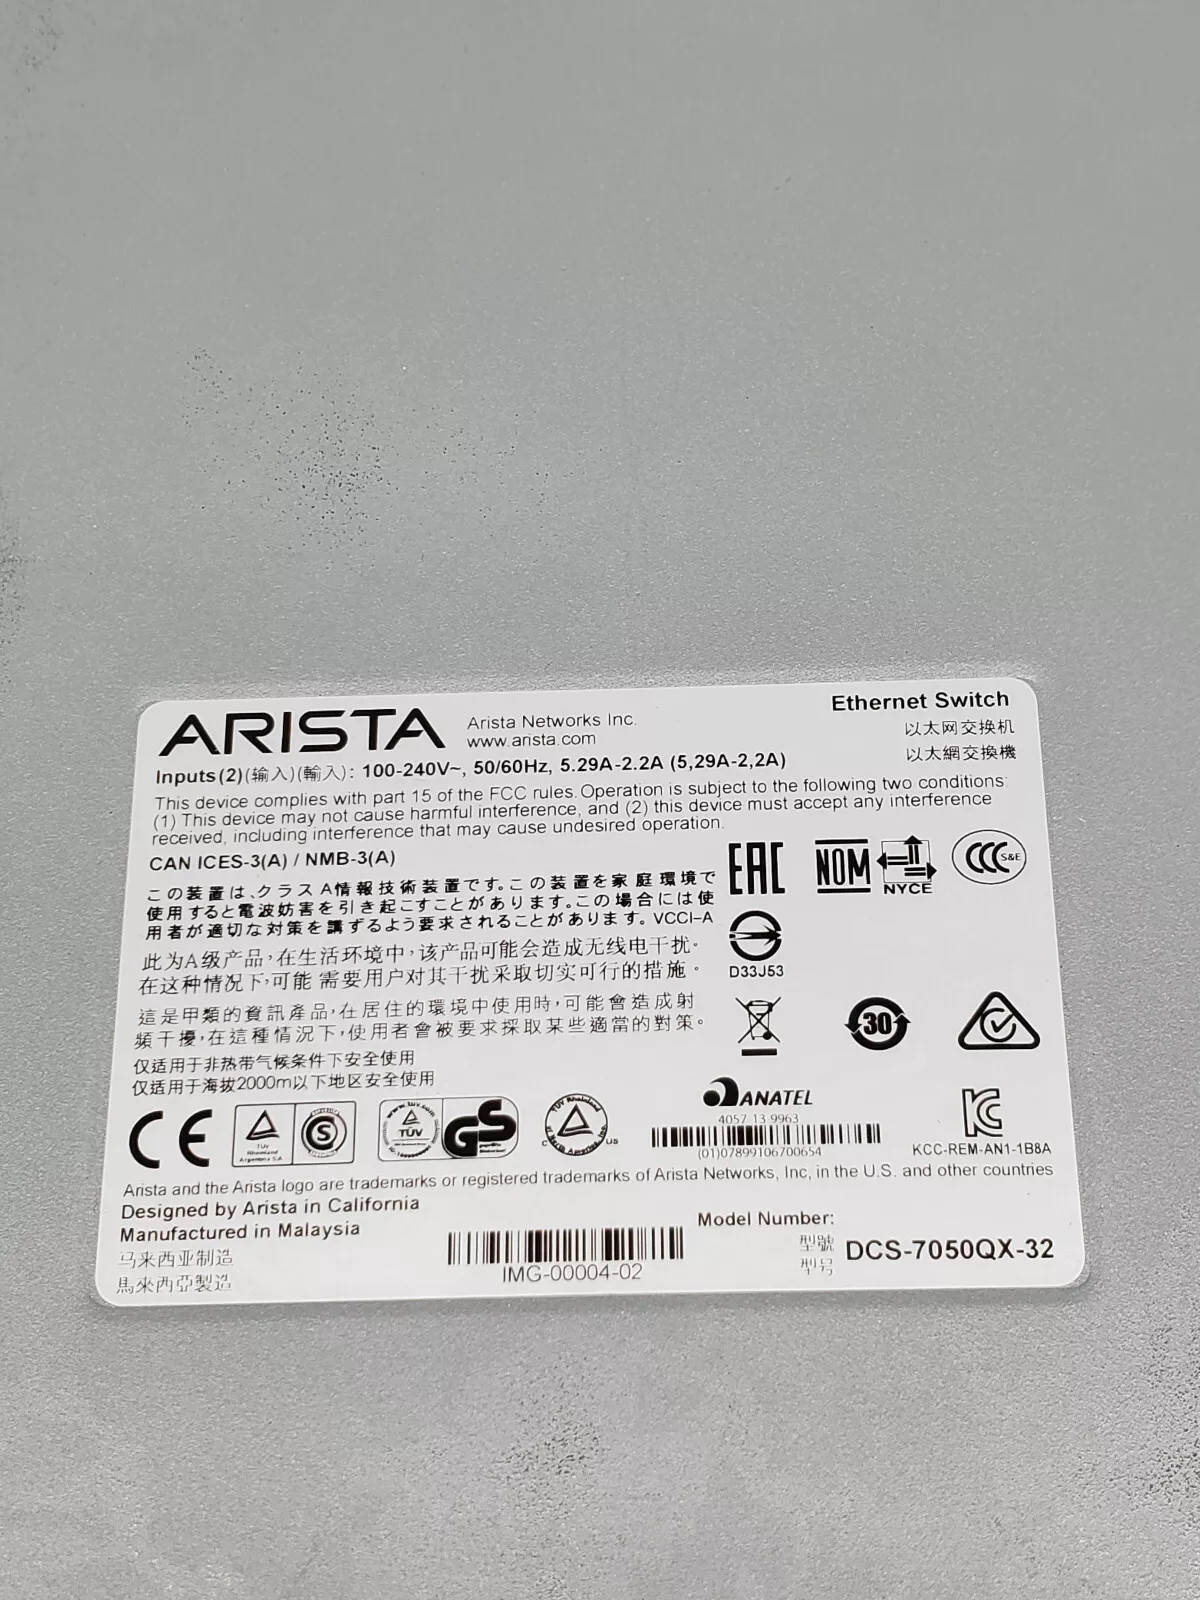 ARISTA
Arista Networks Inc.
www.arista.com
Ethernet Switch
以太网交换机
以太網交換機
Inputs(2)(输入)(輸入): 100-240V~, 50/60Hz, 5.29A-2.2A (5,29A-2,2A)
This device complies with part 15 of the FCC rules. Operation is subject to the following two conditions:
(1) This device may not cause harmful interference, and (2) this device must accept any interference
received, including interference that may cause undesired operation.
CAN ICES-3(A) / NMB-3(A)
この装置は、クラスA情報技術装置です。この装置を家庭環境で
使用すると電波妨害を引き起こすことがあります。この場合には使
用者が適切な対策を講ずるよう要求されることがあります。VCCI-A
此为A级产品，在生活环境中，该产品可能会造成无线电干扰。
在这种情况下，可能 需要用户对其干扰采取切实可行的措施。
這是甲類的資訊產品，在居住的環境中使用時，可能會造成射
頻干擾，在這種情況下，使用者會被要求採取某些適當的對策。
仅适用于非热带气候条件下安全使用
仅适用于海拔2000m以下地区安全使用
EAC
NOM
NYCE
CCC S&E
D33J53
30
CE
TÜV
Rheinland
Argentina S.A.
S
www.tuv.com
TÜV
GS
TÜV Rheinland
of North America, Inc.
C US
ANATEL
4057-13-9963
(01)07899106700654
KC
KCC-REM-AN1-1B8A
Arista and the Arista logo are trademarks or registered trademarks of Arista Networks, Inc, in the U.S. and other countries
Designed by Arista in California
Manufactured in Malaysia
马来西亚制造
馬來西亞製造
IMG-00004-02
Model Number:
型號
型号
DCS-7050QX-32